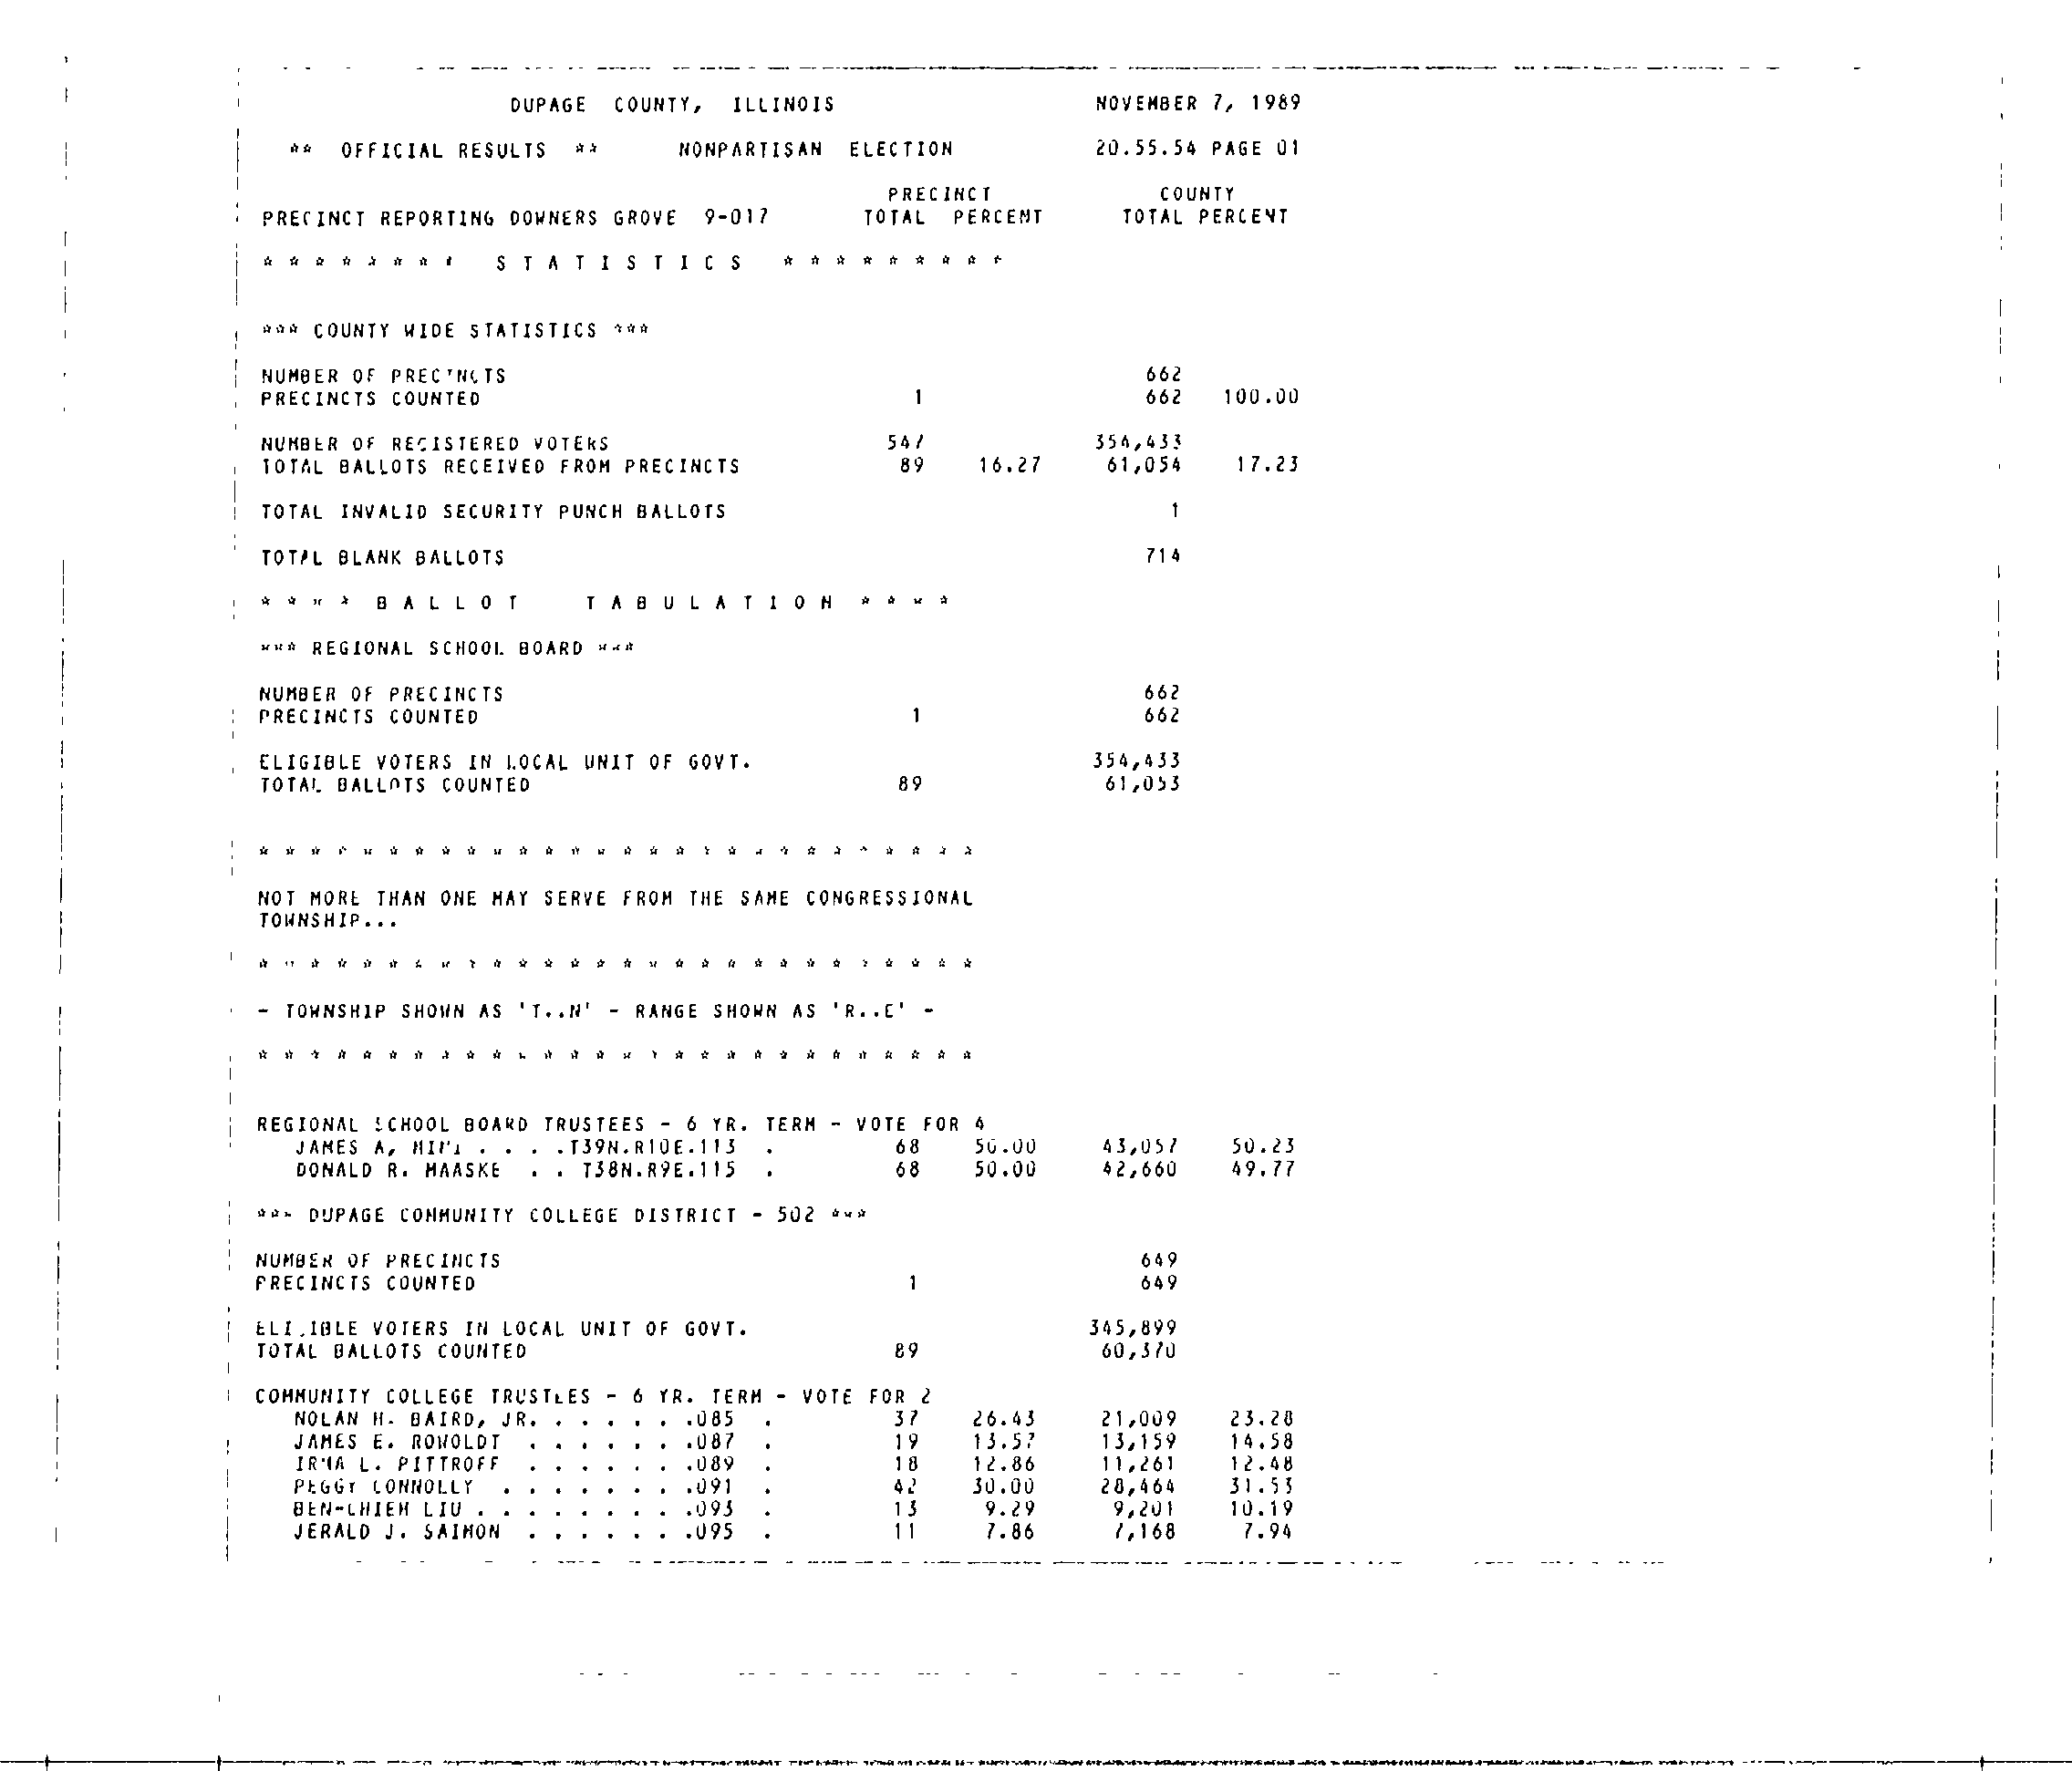 DUPAGE COUNTY, ILLINOIS NOVEMBER 7, 1989
** OFFICIAL RESULTS ** NONPARTISAN ELECTION 20.55.54 PAGE 01
PRECINCT COUNTY
PRECINCT REPORTING DOWNERS GROVE 9-017 TOTAL PERCENT TOTAL PERCENT
* * * * * * * * S T A T I S T I C S * * * * * * * * *
*** COUNTY WIDE STATISTICS ***
NUMBER OF PRECINCTS 662
PRECINCTS COUNTED 1 662 100.00
NUMBER OF REGISTERED VOTERS 547 354,433
TOTAL BALLOTS RECEIVED FROM PRECINCTS 89 16.27 61,054 17.23
TOTAL INVALID SECURITY PUNCH BALLOTS 1
TOTAL BLANK BALLOTS 714
* * * * B A L L O T T A B U L A T I O N * * * *
*** REGIONAL SCHOOL BOARD ***
NUMBER OF PRECINCTS 662
PRECINCTS COUNTED 1 662
ELIGIBLE VOTERS IN LOCAL UNIT OF GOVT. 354,433
TOTAL BALLOTS COUNTED 89 61,053
* * * * * * * * * * * * * * * * * * * * * * * * * * * *
NOT MORE THAN ONE MAY SERVE FROM THE SAME CONGRESSIONAL
TOWNSHIP...
* * * * * * * * * * * * * * * * * * * * * * * * * * * *
- TOWNSHIP SHOWN AS 'T..N' - RANGE SHOWN AS 'R..E' -
* * * * * * * * * * * * * * * * * * * * * * * * * * * *
REGIONAL SCHOOL BOARD TRUSTEES - 6 YR. TERM - VOTE FOR 4
JAMES A. . . . .T39N.R10E.113 . 68 50.00 43,057 50.23
DONALD R. MAASKE . . T38N.R9E.115 . 68 50.00 42,660 49.77
*** DUPAGE COMMUNITY COLLEGE DISTRICT - 502 ***
NUMBER OF PRECINCTS 649
PRECINCTS COUNTED 1 649
ELIGIBLE VOTERS IN LOCAL UNIT OF GOVT. 345,899
TOTAL BALLOTS COUNTED 89 60,370
COMMUNITY COLLEGE TRUSTEES - 6 YR. TERM - VOTE FOR 2
NOLAN H. BAIRD, JR. . . . . . .085 . 37 26.43 21,009 23.28
JAMES E. ROWOLDT . . . . . . .087 . 19 13.57 13,159 14.58
IRMA L. PITTROFF . . . . . . .089 . 18 12.86 11,261 12.48
PEGGY CONNOLLY . . . . . . . .091 . 42 30.00 28,464 31.53
BEN-CHIEH LIU . . . . . . . . .093 . 13 9.29 9,201 10.19
JERALD J. SAIMON . . . . . . .095 . 11 7.86 7,168 7.94